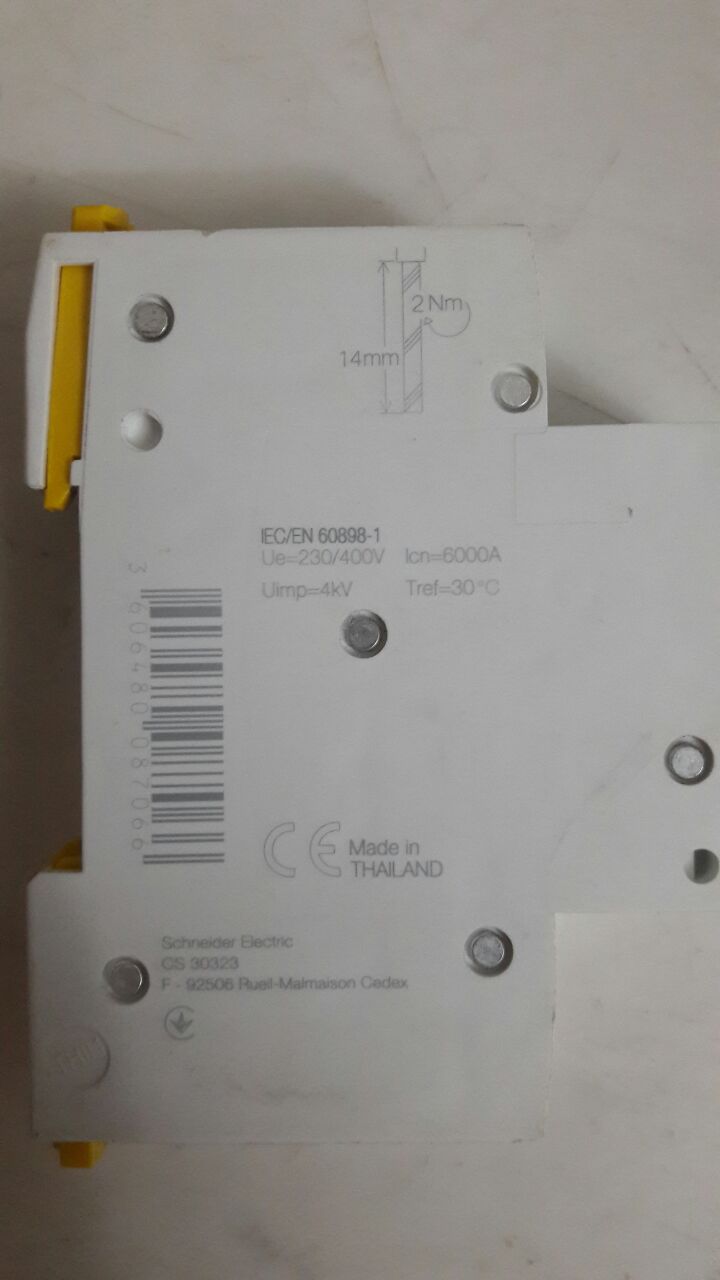 2 Nm
14mm
IEC/EN 60898-1
Ue=230/400V Icn=6000A
Uimp=4kV Tref=30°C
3 606480 087066
CE Made in
THAILAND
Schneider Electric
CS 30323
F - 92506 Rueil-Malmaison Cedex